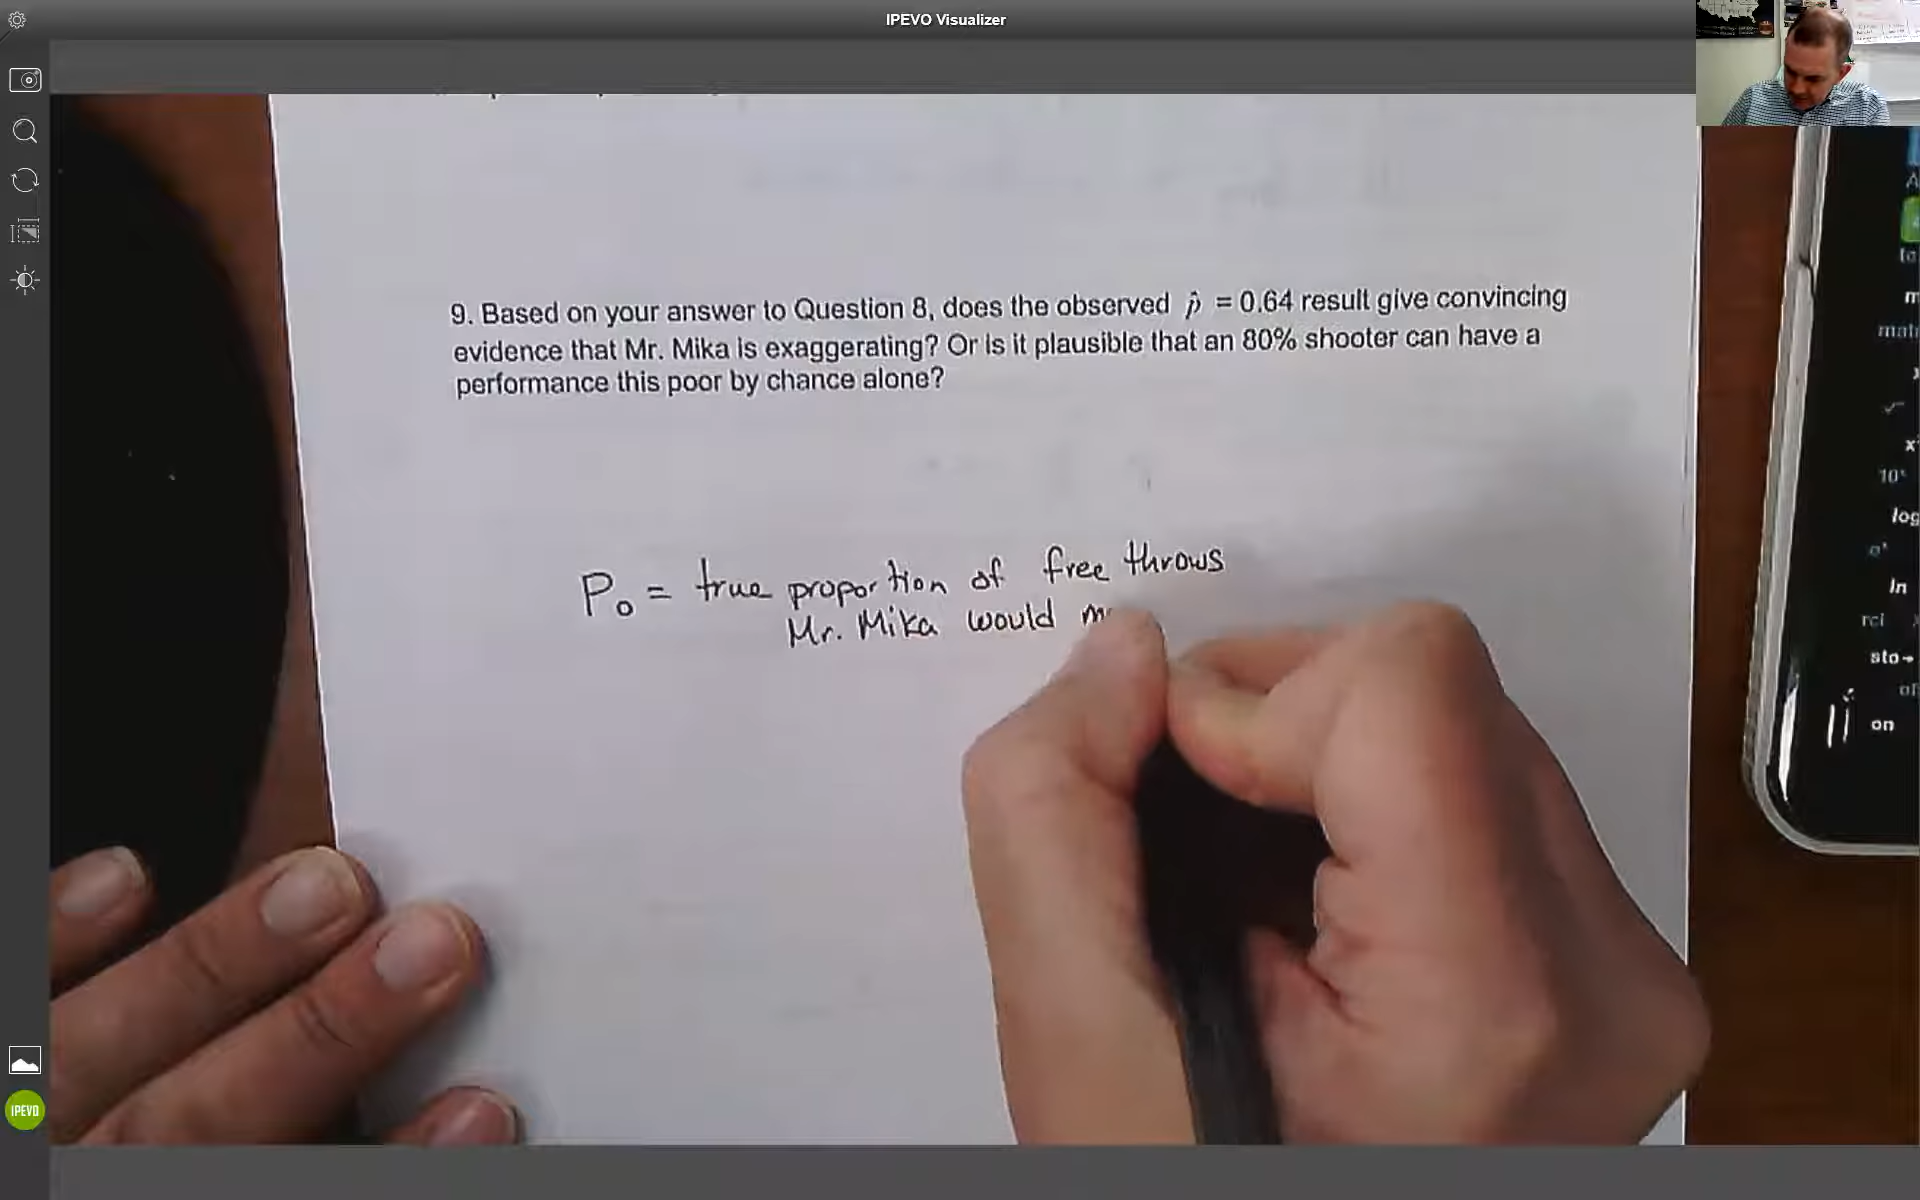 IPEVO Visualizer
9. Based on your answer to Question 8, does the observed p̂ = 0.64 result give convincing
evidence that Mr. Mika is exaggerating? Or is it plausible that an 80% shooter can have a
performance this poor by chance alone?
P₀ = true proportion of free throws
Mr. Mika would
10ˣ
log
ln
sto→
on
IPEVO